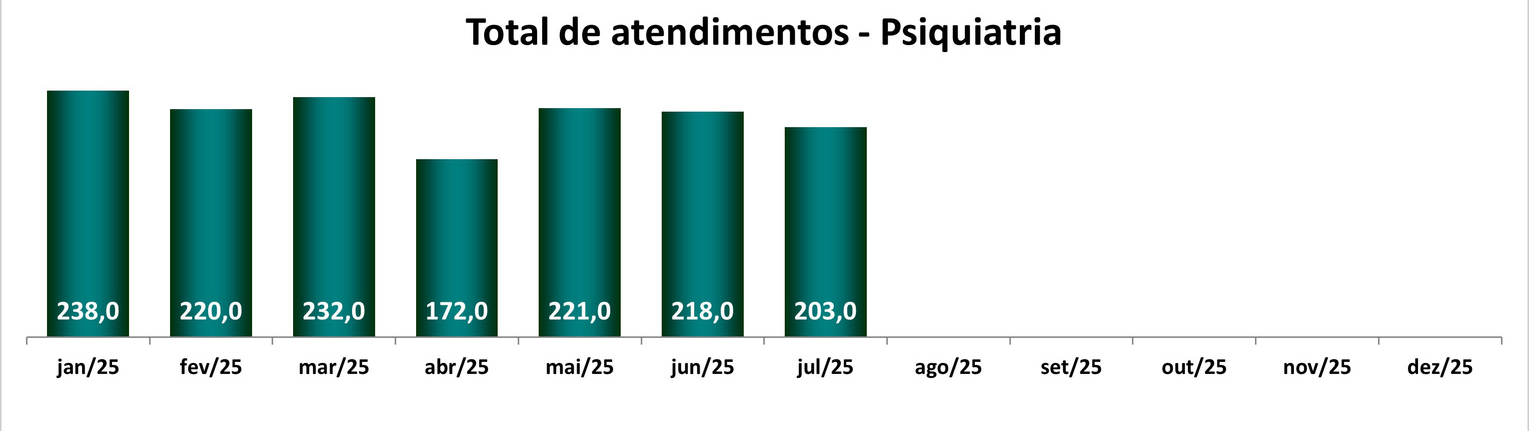 Total de atendimentos - Psiquiatria
238,0 220,0 232,0 172,0 221,0 218,0 203,0
jan/25 fev/25 mar/25 abr/25 mai/25 jun/25 jul/25 ago/25 set/25 out/25 nov/25 dez/25